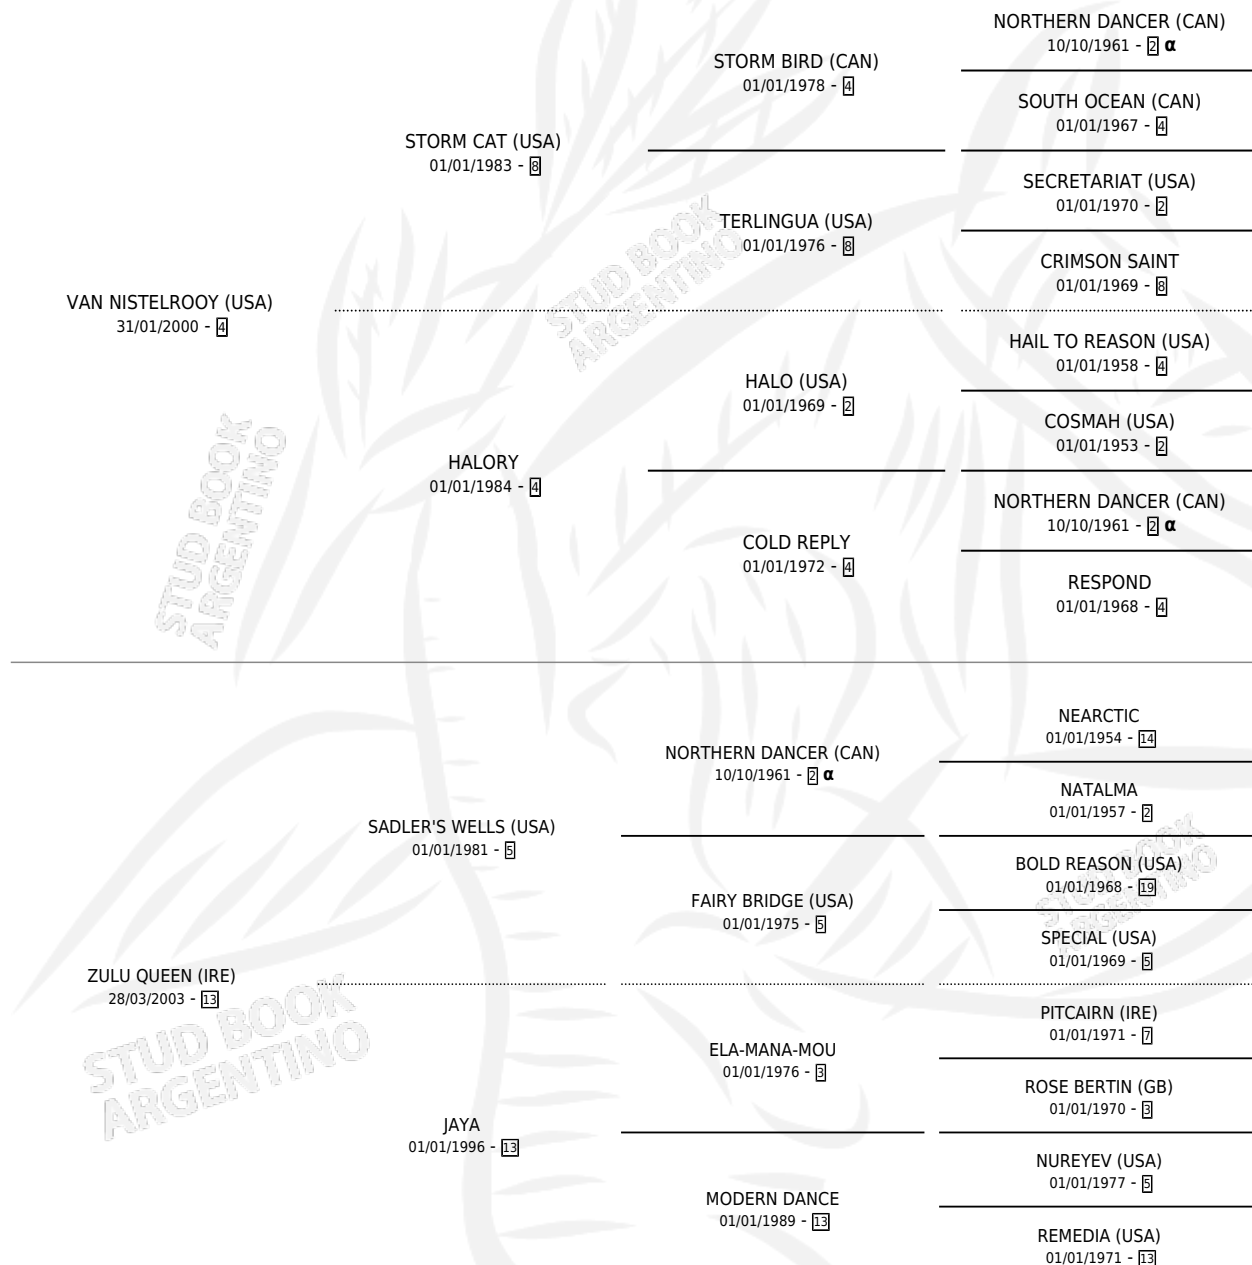 NORTHERN DANCER (CAN)
10/10/1961 - 2 α
STORM BIRD (CAN)
01/01/1978 - 4
SOUTH OCEAN (CAN)
01/01/1967 - 4
STORM CAT (USA)
01/01/1983 - 8
SECRETARIAT (USA)
01/01/1970 - 2
TERLINGUA (USA)
01/01/1976 - 8
CRIMSON SAINT
01/01/1969 - 8
VAN NISTELROOY (USA)
31/01/2000 - 4
HAIL TO REASON (USA)
01/01/1958 - 4
HALO (USA)
01/01/1969 - 2
COSMAH (USA)
01/01/1953 - 2
HALORY
01/01/1984 - 4
NORTHERN DANCER (CAN)
10/10/1961 - 2 α
COLD REPLY
01/01/1972 - 4
RESPOND
01/01/1968 - 4
STUD BOOK
ARGENTINO
STUD BOOK
ARGENTINO
NEARCTIC
01/01/1954 - 14
NORTHERN DANCER (CAN)
10/10/1961 - 2 α
NATALMA
01/01/1957 - 2
SADLER'S WELLS (USA)
01/01/1981 - 5
BOLD REASON (USA)
01/01/1968 - 19
FAIRY BRIDGE (USA)
01/01/1975 - 5
SPECIAL (USA)
01/01/1969 - 5
ZULU QUEEN (IRE)
28/03/2003 - 13
PITCAIRN (IRE)
01/01/1971 - 7
ELA-MANA-MOU
01/01/1976 - 3
ROSE BERTIN (GB)
01/01/1970 - 3
JAYA
01/01/1996 - 13
NUREYEV (USA)
01/01/1977 - 5
MODERN DANCE
01/01/1989 - 13
REMEDIA (USA)
01/01/1971 - 13
STUD BOOK
ARGENTINO
STUD BOOK
ARGENTINO